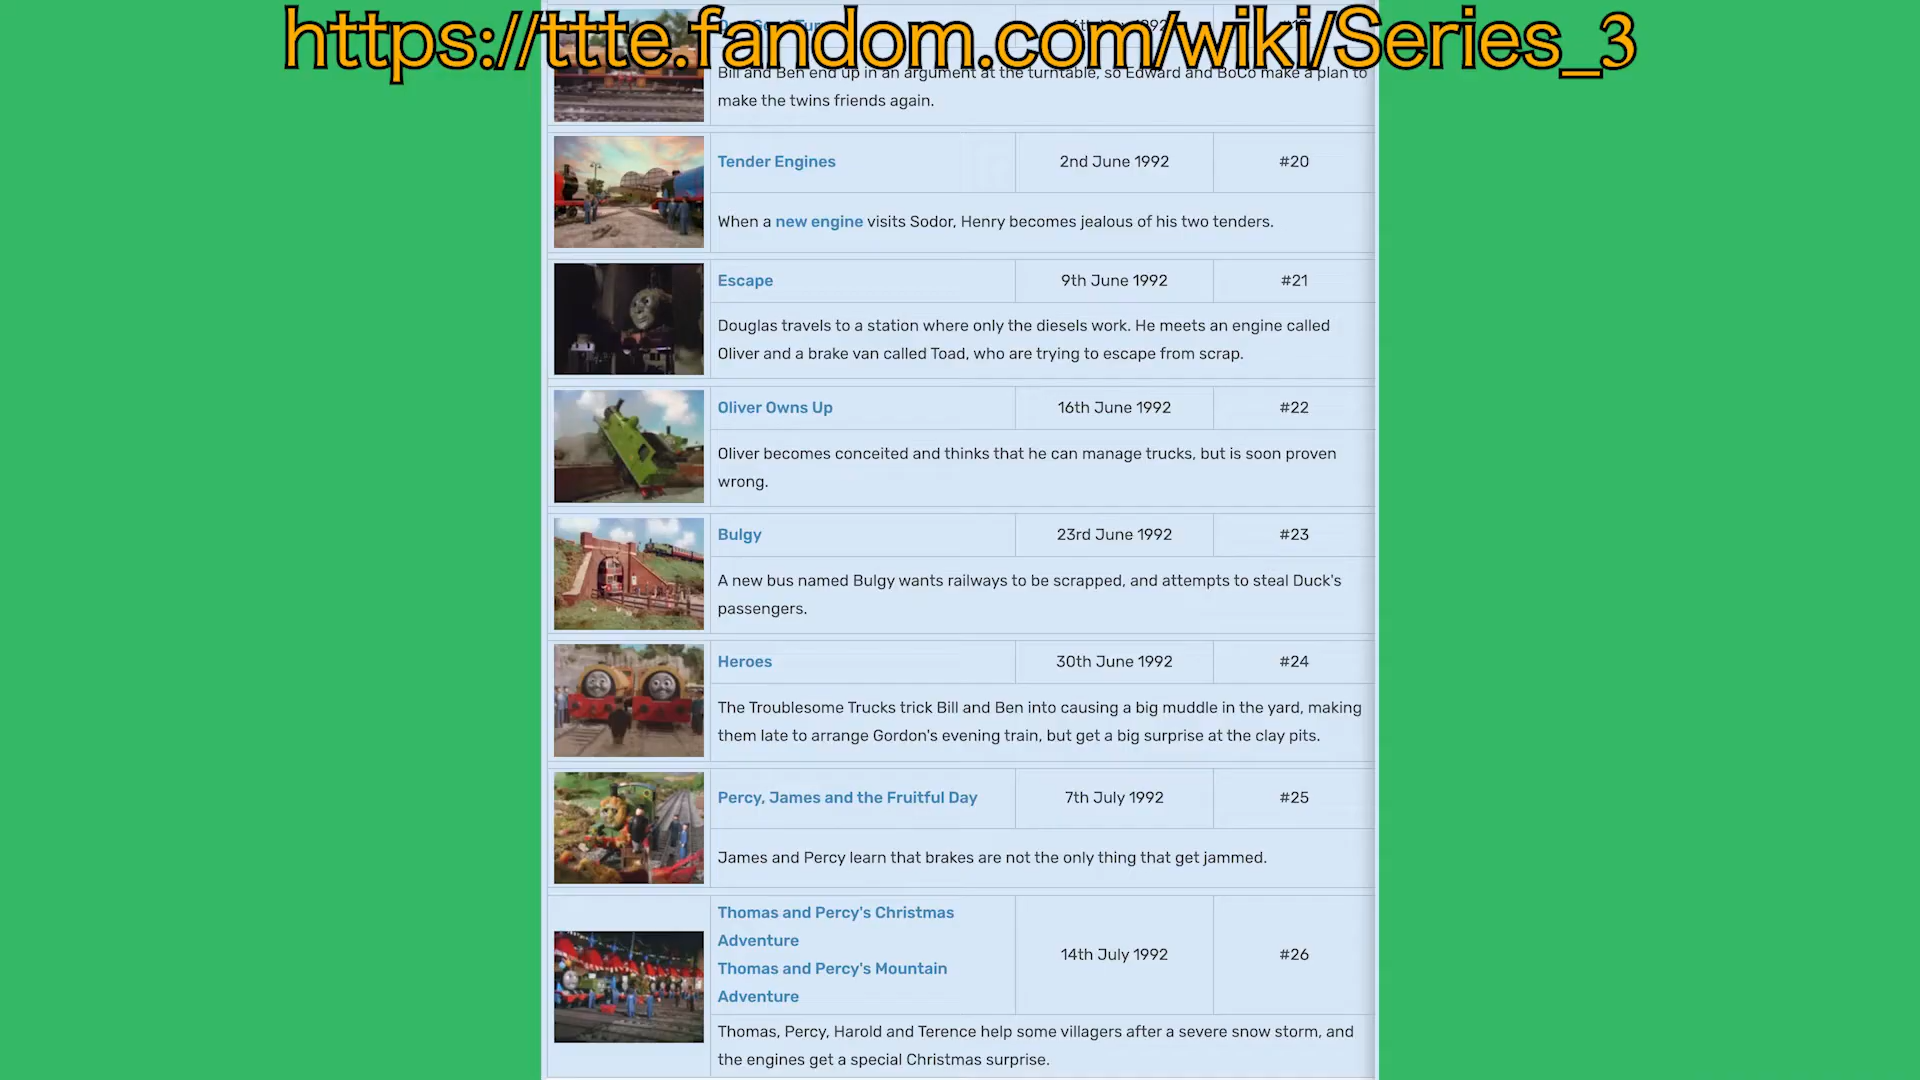 https://ttte.fandom.com/wiki/Series_3
Bill and Ben end up in an argument at the turntable, so Edward and BoCo make a plan to
make the twins friends again.
Tender Engines
2nd June 1992
#20
When a new engine visits Sodor, Henry becomes jealous of his two tenders.
Escape
9th June 1992
#21
Douglas travels to a station where only the diesels work. He meets an engine called
Oliver and a brake van called Toad, who are trying to escape from scrap.
Oliver Owns Up
16th June 1992
#22
Oliver becomes conceited and thinks that he can manage trucks, but is soon proven
wrong.
Bulgy
23rd June 1992
#23
A new bus named Bulgy wants railways to be scrapped, and attempts to steal Duck's
passengers.
Heroes
30th June 1992
#24
The Troublesome Trucks trick Bill and Ben into causing a big muddle in the yard, making
them late to arrange Gordon's evening train, but get a big surprise at the clay pits.
Percy, James and the Fruitful Day
7th July 1992
#25
James and Percy learn that brakes are not the only thing that get jammed.
Thomas and Percy's Christmas
Adventure
Thomas and Percy's Mountain
Adventure
14th July 1992
#26
Thomas, Percy, Harold and Terence help some villagers after a severe snow storm, and
the engines get a special Christmas surprise.